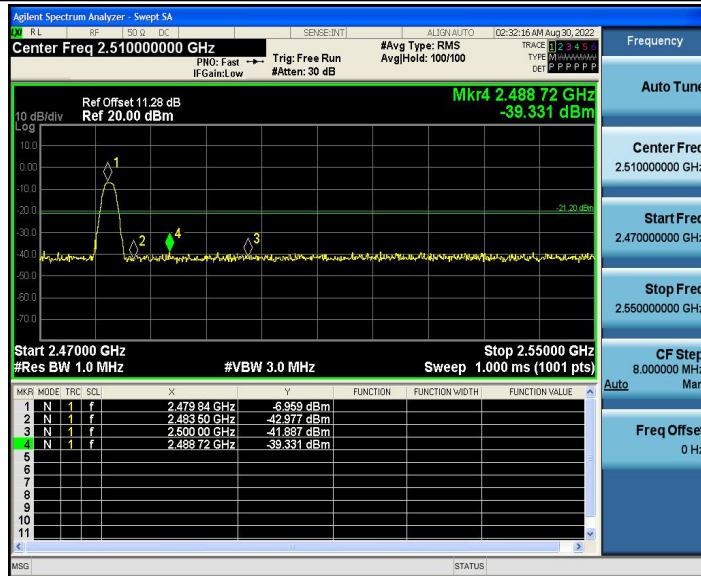 Agilent Spectrum Analyzer - Swept SA
LXI RL RF 50 Ω DC SENSE:INT ALIGN AUTO 02:32:16 AM Aug 30, 2022
Center Freq 2.510000000 GHz
PNO: Fast
IFGain:Low
Trig: Free Run
#Atten: 30 dB
#Avg Type: RMS
Avg|Hold: 100/100
TRACE 1 2 3 4 5 6
TYPE M
DET P P P P P P
Ref Offset 11.28 dB
10 dB/div Ref 20.00 dBm
Log
Mkr4 2.488 72 GHz
-39.331 dBm
10.0
0.00
-10.0
-20.0
-30.0
-40.0
-50.0
-60.0
-70.0
1
2
4
3
-21.20 dBm
Start 2.47000 GHz Stop 2.55000 GHz
#Res BW 1.0 MHz #VBW 3.0 MHz Sweep 1.000 ms (1001 pts)
MKR MODE TRC SCL X Y FUNCTION FUNCTION WIDTH FUNCTION VALUE
1 N 1 f 2.479 84 GHz -6.959 dBm
2 N 1 f 2.483 50 GHz -42.977 dBm
3 N 1 f 2.500 00 GHz -41.887 dBm
4 N 1 f 2.488 72 GHz -39.331 dBm
5
6
7
8
9
10
11
MSG STATUS
Frequency
Auto Tune
Center Freq
2.510000000 GHz
Start Freq
2.470000000 GHz
Stop Freq
2.550000000 GHz
CF Step
8.000000 MHz
Auto Man
Freq Offset
0 Hz